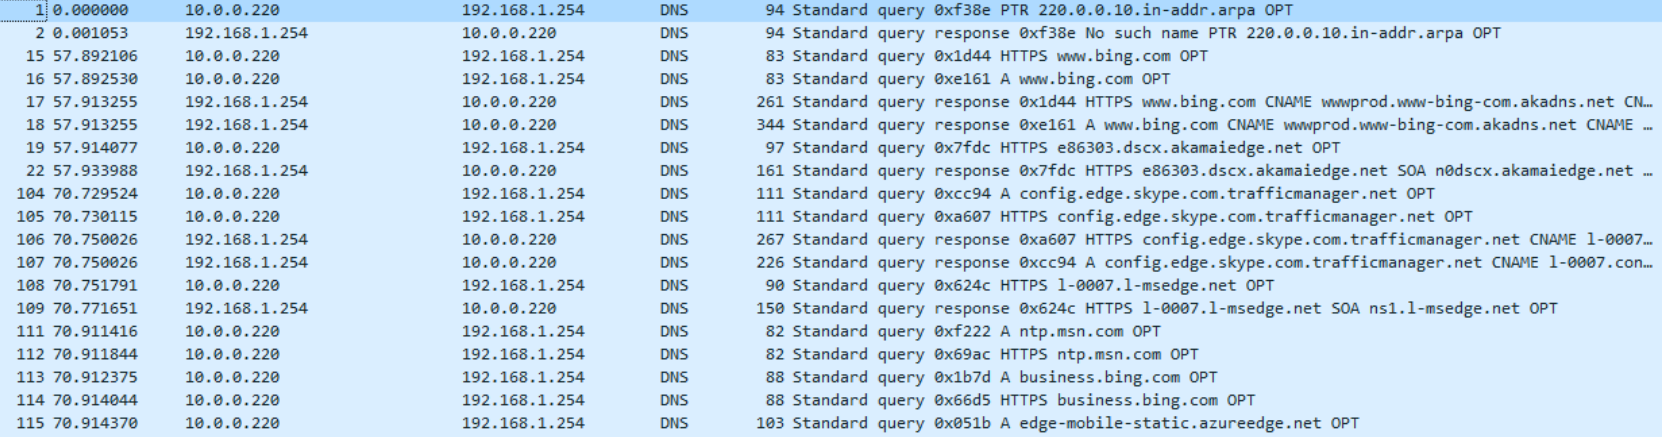 1 0.000000 10.0.0.220 192.168.1.254 DNS 94 Standard query 0xf38e PTR 220.0.0.10.in-addr.arpa OPT
2 0.001053 192.168.1.254 10.0.0.220 DNS 94 Standard query response 0xf38e No such name PTR 220.0.0.10.in-addr.arpa OPT
15 57.892106 10.0.0.220 192.168.1.254 DNS 83 Standard query 0x1d44 HTTPS www.bing.com OPT
16 57.892530 10.0.0.220 192.168.1.254 DNS 83 Standard query 0xe161 A www.bing.com OPT
17 57.913255 192.168.1.254 10.0.0.220 DNS 261 Standard query response 0x1d44 HTTPS www.bing.com CNAME wwwprod.www-bing-com.akadns.net CN…
18 57.913255 192.168.1.254 10.0.0.220 DNS 344 Standard query response 0xe161 A www.bing.com CNAME wwwprod.www-bing-com.akadns.net CNAME …
19 57.914077 10.0.0.220 192.168.1.254 DNS 97 Standard query 0x7fdc HTTPS e86303.dscx.akamaiedge.net OPT
22 57.933988 192.168.1.254 10.0.0.220 DNS 161 Standard query response 0x7fdc HTTPS e86303.dscx.akamaiedge.net SOA n0dscx.akamaiedge.net …
104 70.729524 10.0.0.220 192.168.1.254 DNS 111 Standard query 0xcc94 A config.edge.skype.com.trafficmanager.net OPT
105 70.730115 10.0.0.220 192.168.1.254 DNS 111 Standard query 0xa607 HTTPS config.edge.skype.com.trafficmanager.net OPT
106 70.750026 192.168.1.254 10.0.0.220 DNS 267 Standard query response 0xa607 HTTPS config.edge.skype.com.trafficmanager.net CNAME l-0007…
107 70.750026 192.168.1.254 10.0.0.220 DNS 226 Standard query response 0xcc94 A config.edge.skype.com.trafficmanager.net CNAME l-0007.con…
108 70.751791 10.0.0.220 192.168.1.254 DNS 90 Standard query 0x624c HTTPS l-0007.l-msedge.net OPT
109 70.771651 192.168.1.254 10.0.0.220 DNS 150 Standard query response 0x624c HTTPS l-0007.l-msedge.net SOA ns1.l-msedge.net OPT
111 70.911416 10.0.0.220 192.168.1.254 DNS 82 Standard query 0xf222 A ntp.msn.com OPT
112 70.911844 10.0.0.220 192.168.1.254 DNS 82 Standard query 0x69ac HTTPS ntp.msn.com OPT
113 70.912375 10.0.0.220 192.168.1.254 DNS 88 Standard query 0x1b7d A business.bing.com OPT
114 70.914044 10.0.0.220 192.168.1.254 DNS 88 Standard query 0x66d5 HTTPS business.bing.com OPT
115 70.914370 10.0.0.220 192.168.1.254 DNS 103 Standard query 0x051b A edge-mobile-static.azureedge.net OPT